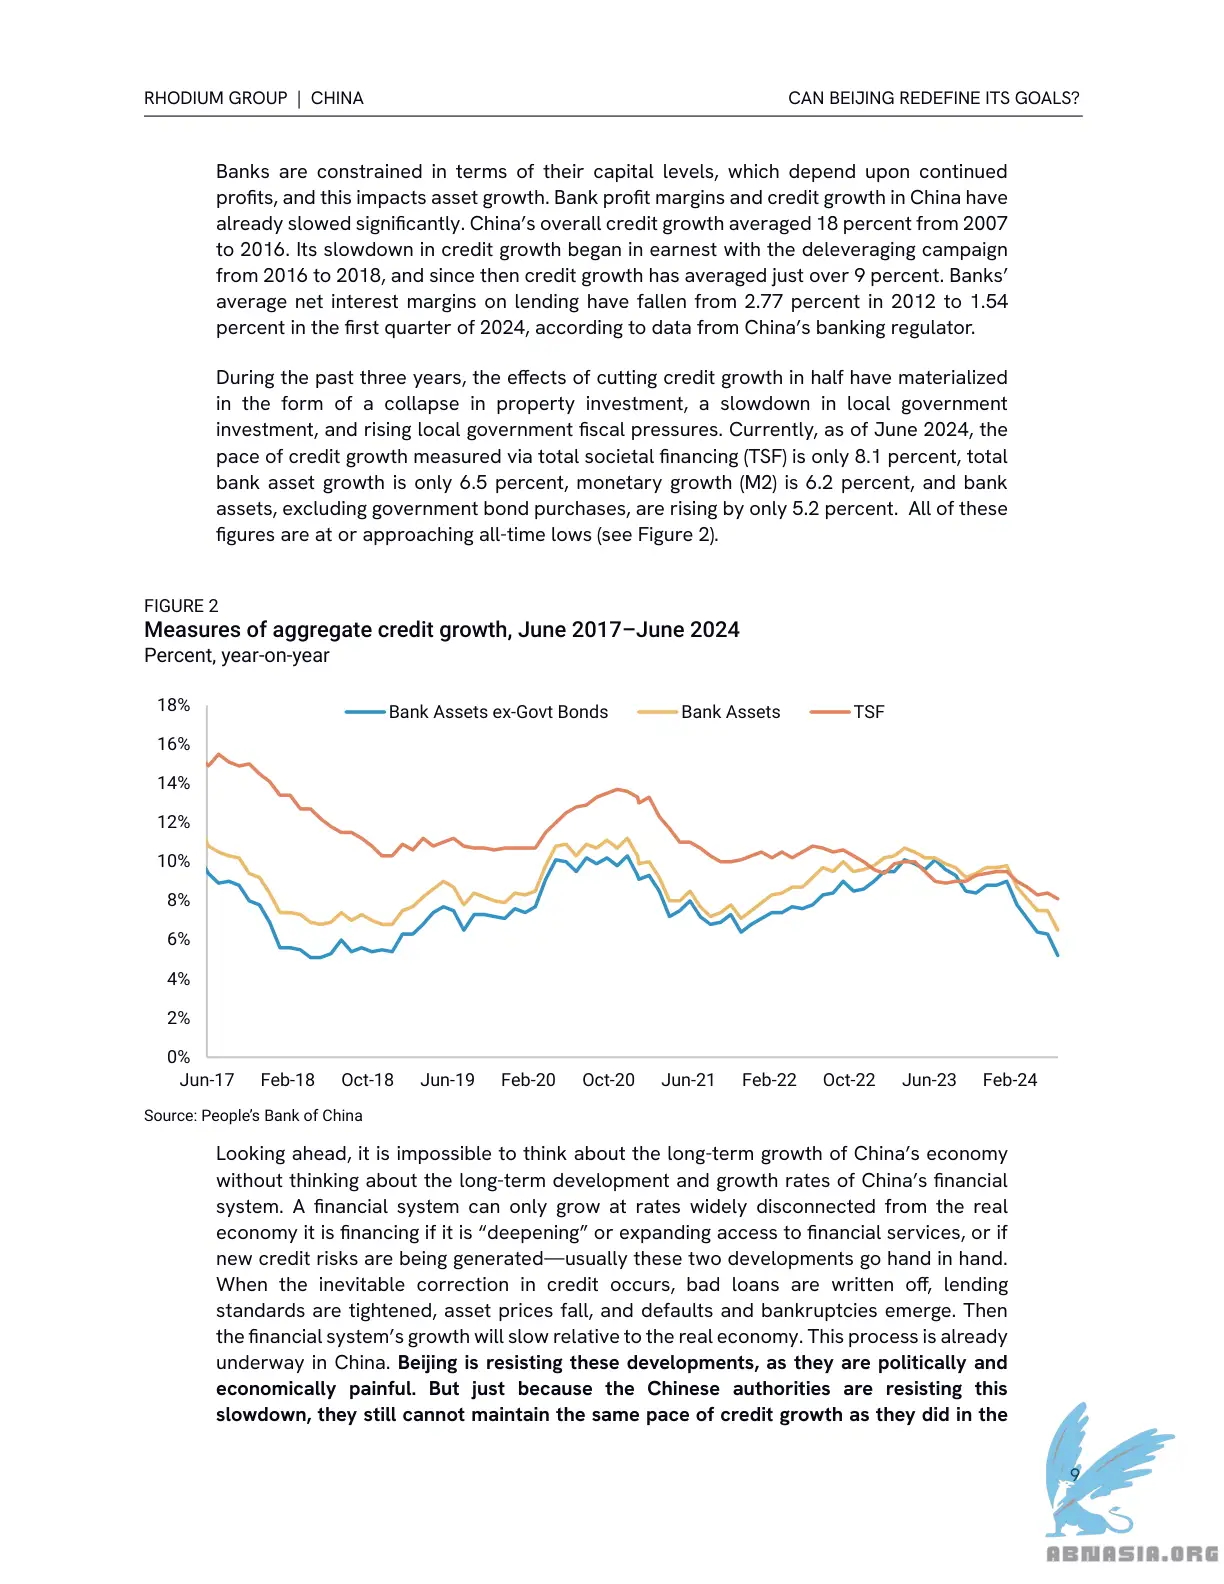 RHODIUM GROUP | CHINA
CAN BEIJING REDEFINE ITS GOALS?
Banks are constrained in terms of their capital levels, which depend upon continued
profits, and this impacts asset growth. Bank profit margins and credit growth in China have
already slowed significantly. China’s overall credit growth averaged 18 percent from 2007
to 2016. Its slowdown in credit growth began in earnest with the deleveraging campaign
from 2016 to 2018, and since then credit growth has averaged just over 9 percent. Banks’
average net interest margins on lending have fallen from 2.77 percent in 2012 to 1.54
percent in the first quarter of 2024, according to data from China’s banking regulator.
During the past three years, the effects of cutting credit growth in half have materialized
in the form of a collapse in property investment, a slowdown in local government
investment, and rising local government fiscal pressures. Currently, as of June 2024, the
pace of credit growth measured via total societal financing (TSF) is only 8.1 percent, total
bank asset growth is only 6.5 percent, monetary growth (M2) is 6.2 percent, and bank
assets, excluding government bond purchases, are rising by only 5.2 percent. All of these
figures are at or approaching all-time lows (see Figure 2).
FIGURE 2
Measures of aggregate credit growth, June 2017–June 2024
Percent, year-on-year
Bank Assets ex-Govt Bonds Bank Assets TSF
18%
16%
14%
12%
10%
8%
6%
4%
2%
0%
Jun-17 Feb-18 Oct-18 Jun-19 Feb-20 Oct-20 Jun-21 Feb-22 Oct-22 Jun-23 Feb-24
Source: People’s Bank of China
Looking ahead, it is impossible to think about the long-term growth of China’s economy
without thinking about the long-term development and growth rates of China’s financial
system. A financial system can only grow at rates widely disconnected from the real
economy it is financing if it is “deepening” or expanding access to financial services, or if
new credit risks are being generated—usually these two developments go hand in hand.
When the inevitable correction in credit occurs, bad loans are written off, lending
standards are tightened, asset prices fall, and defaults and bankruptcies emerge. Then
the financial system’s growth will slow relative to the real economy. This process is already
underway in China. Beijing is resisting these developments, as they are politically and
economically painful. But just because the Chinese authorities are resisting this
slowdown, they still cannot maintain the same pace of credit growth as they did in the
9
ABNASIA.ORG